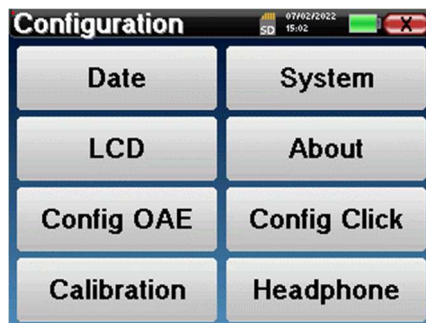 Configuration
SD
07/02/2022
15:02
X
Date
System
LCD
About
Config OAE
Config Click
Calibration
Headphone